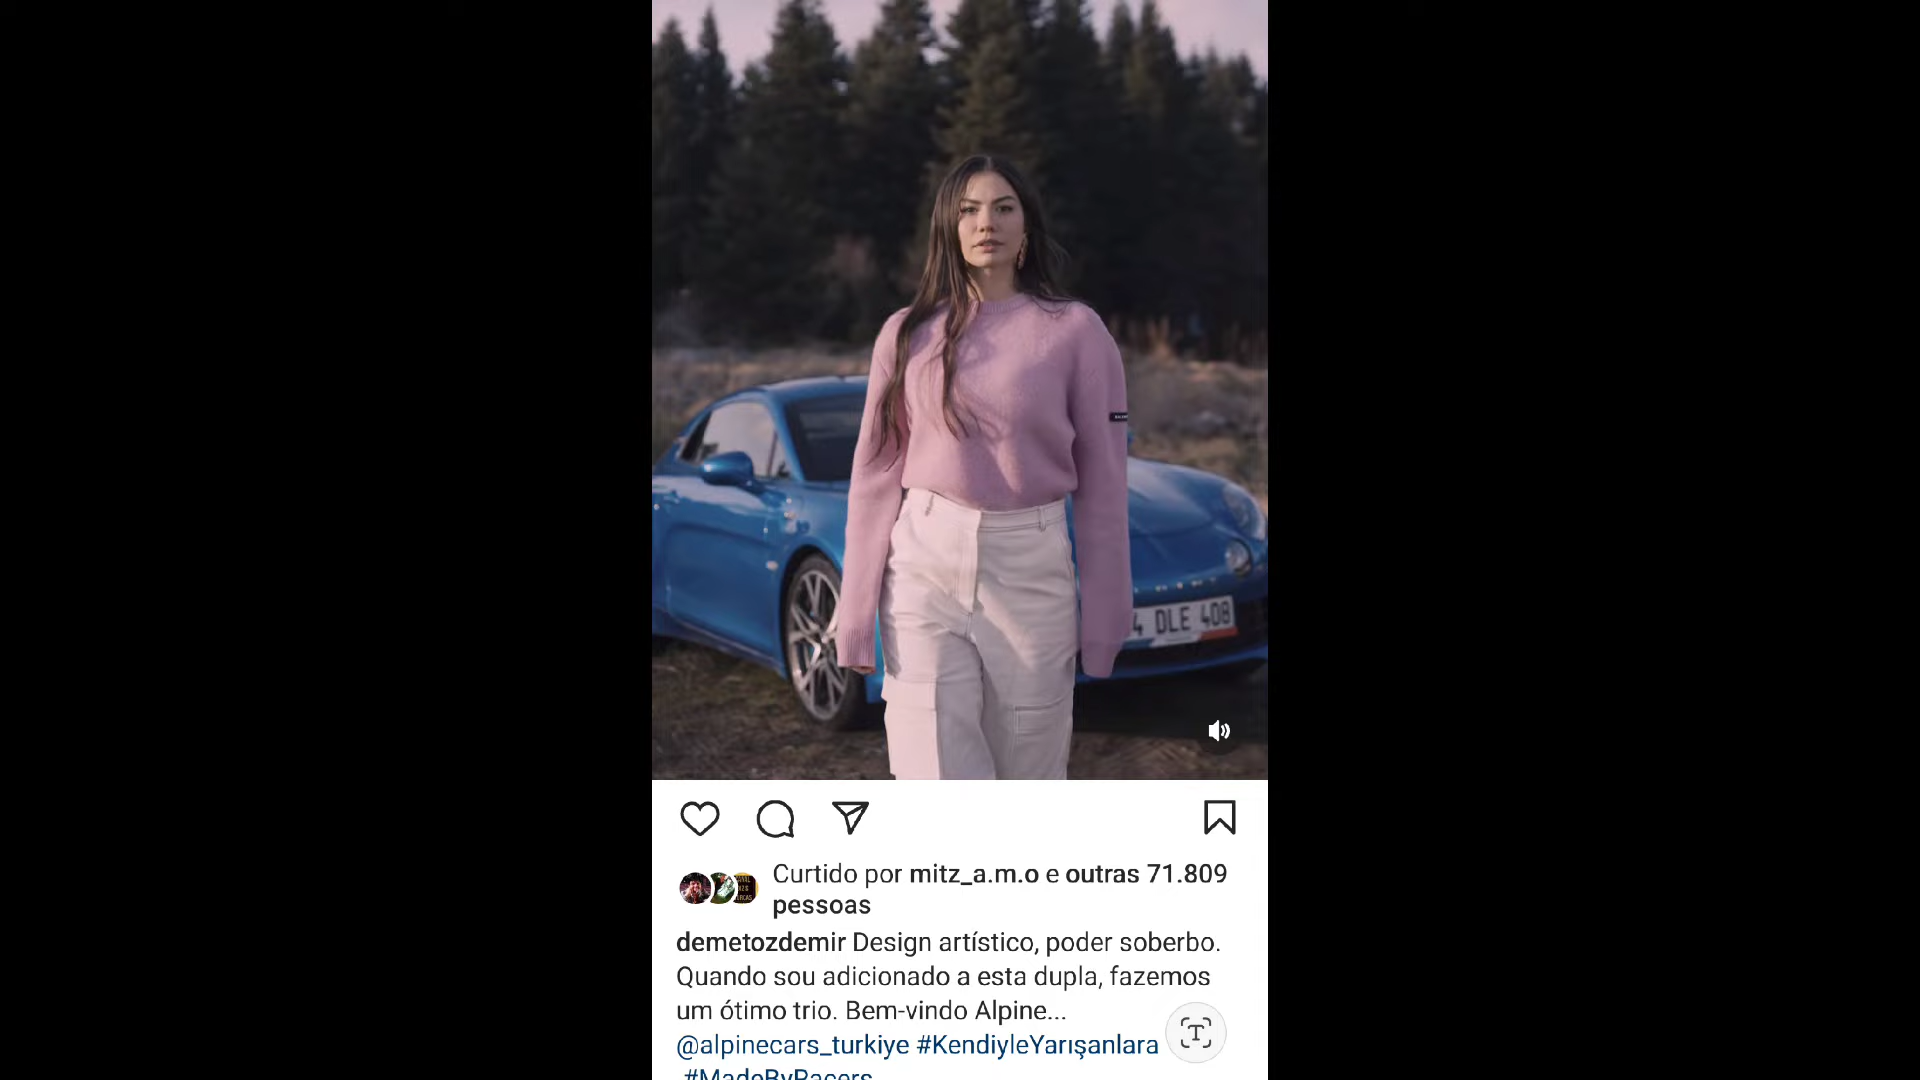 4 DLE 408
Curtido por mitz_a.m.o e outras 71.809
pessoas
demetozdemir Design artístico, poder soberbo.
Quando sou adicionado a esta dupla, fazemos
um ótimo trio. Bem-vindo Alpine...
@alpinecars_turkiye #KendiyleYarışanlara
#MadeByRacers